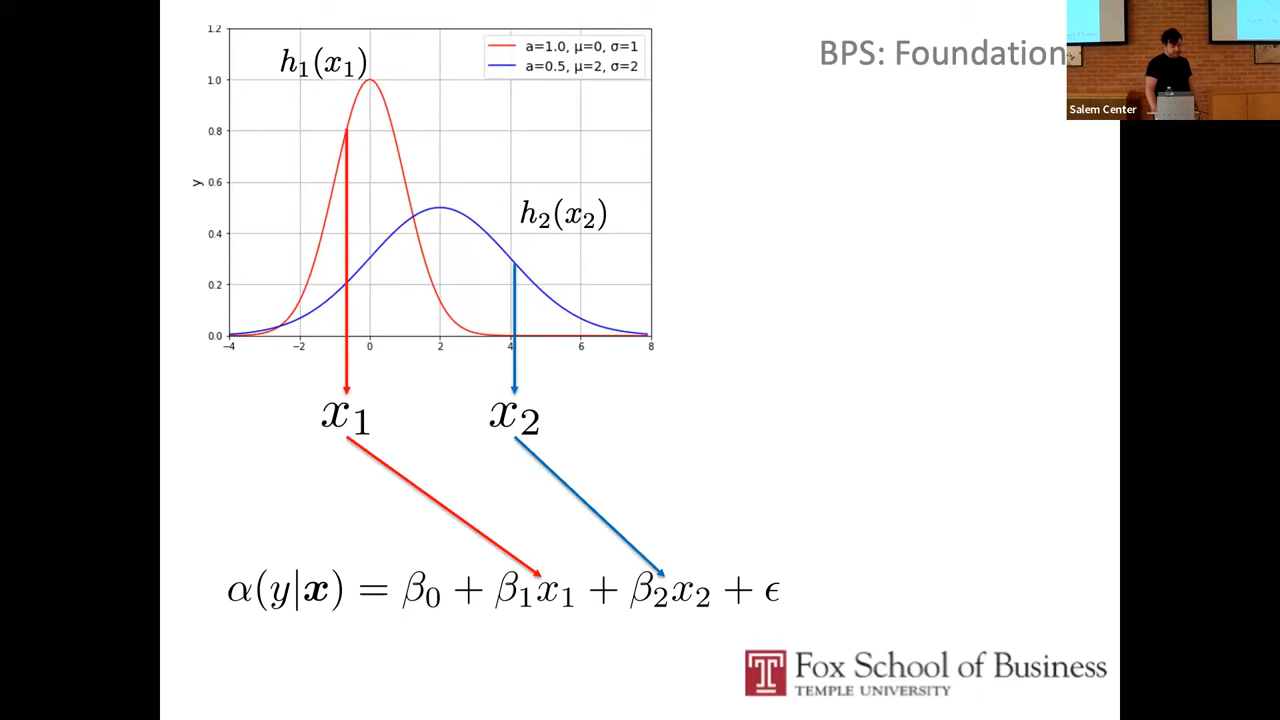 BPS: Foundation
Salem Center
1.2
1.0
0.8
0.6
0.4
0.2
0.0
y
−4
−2
0
2
4
6
8
a=1.0, μ=0, σ=1
a=0.5, μ=2, σ=2
h₁(x₁)
h₂(x₂)
x₁
x₂
α(y|𝒙) = β₀ + β₁x₁ + β₂x₂ + ϵ
Fox School of Business
TEMPLE UNIVERSITY